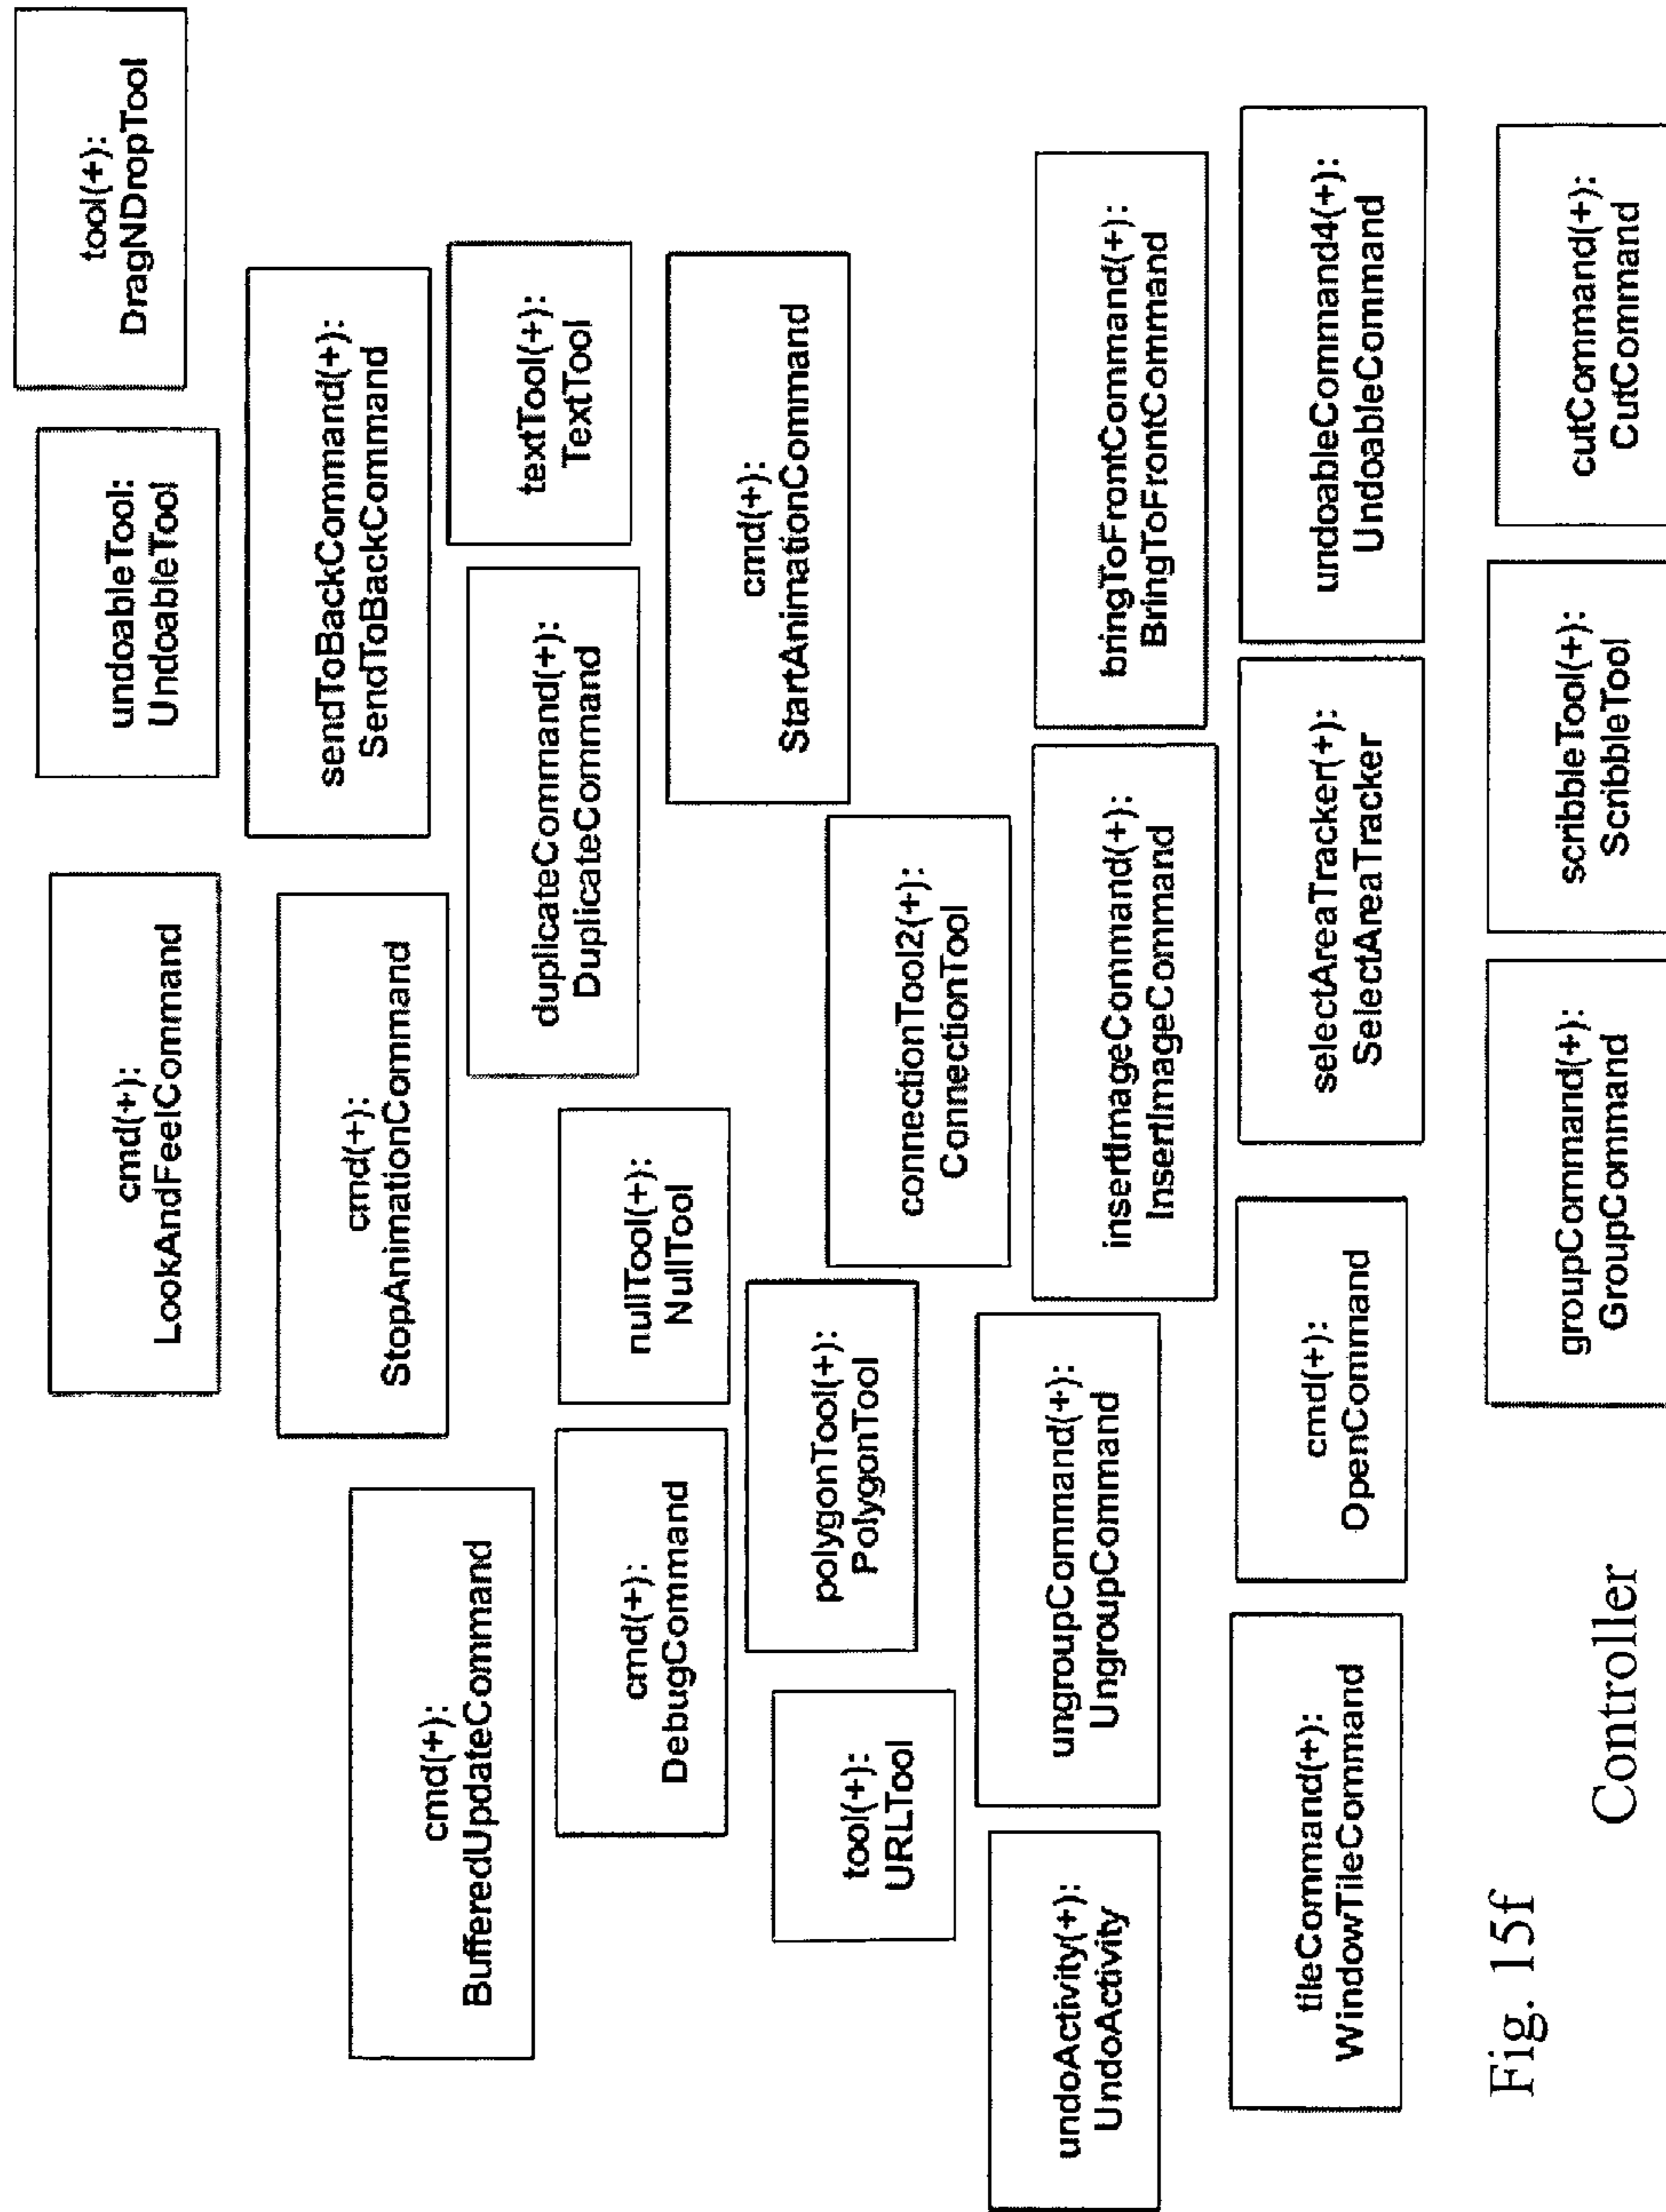 cmd(+):
LookAndFeelCommand
undoableTool:
UndoableTool
tool(+):
DragNDropTool
cmd(+):
BufferedUpdateCommand
cmd(+):
StopAnimationCommand
sendToBackCommand(+):
SendToBackCommand
cmd(+):
DebugCommand
nullTool(+):
NullTool
duplicateCommand(+):
DuplicateCommand
textTool(+):
TextTool
tool(+):
URLTool
polygonTool(+):
PolygonTool
connectionTool2(+):
ConnectionTool
cmd(+):
StartAnimationCommand
undoActivity(+):
UndoActivity
ungroupCommand(+):
UngroupCommand
insertImageCommand(+):
InsertImageCommand
bringToFrontCommand(+):
BringToFrontCommand
tileCommand(+):
WindowTileCommand
cmd(+):
OpenCommand
selectAreaTracker(+):
SelectAreaTracker
undoableCommand4(+):
UndoableCommand
Fig. 15f
Controller
groupCommand(+):
GroupCommand
scribbleTool(+):
ScribbleTool
cutCommand(+):
CutCommand